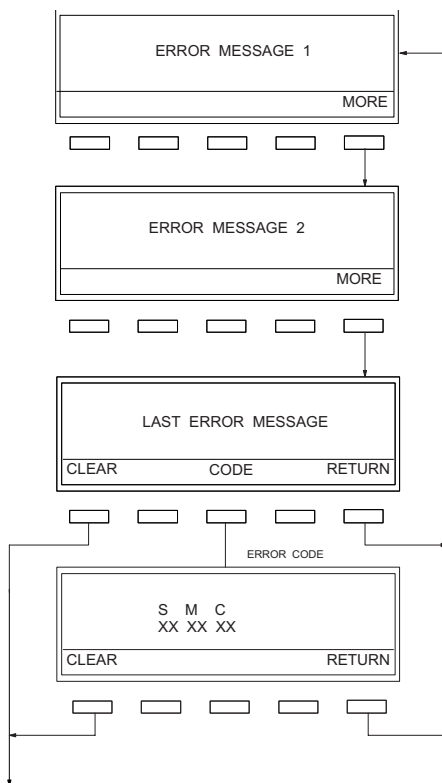 ERROR MESSAGE 1
MORE
ERROR MESSAGE 2
MORE
LAST ERROR MESSAGE
CLEAR CODE RETURN
ERROR CODE
S M C
XX XX XX
CLEAR RETURN